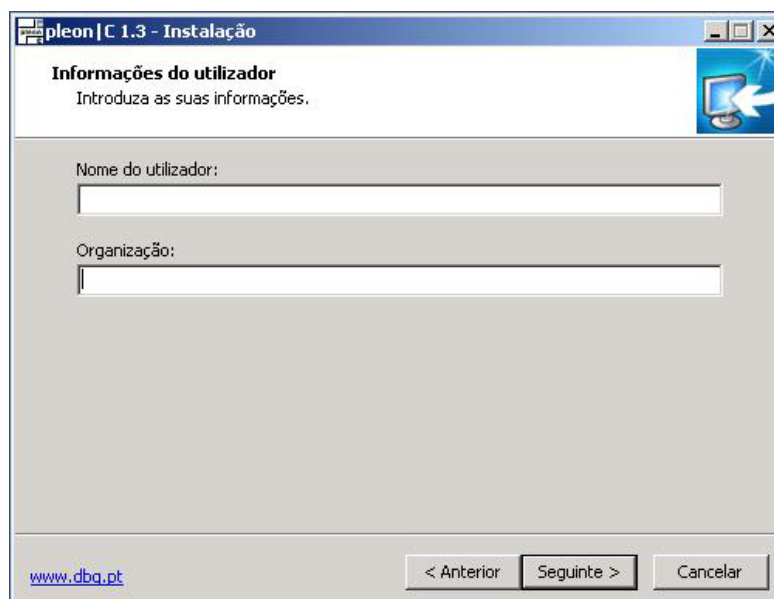 pleon|C 1.3 - Instalação
Informações do utilizador
Introduza as suas informações.
Nome do utilizador:
Organização:
www.dbg.pt
< Anterior
Seguinte >
Cancelar